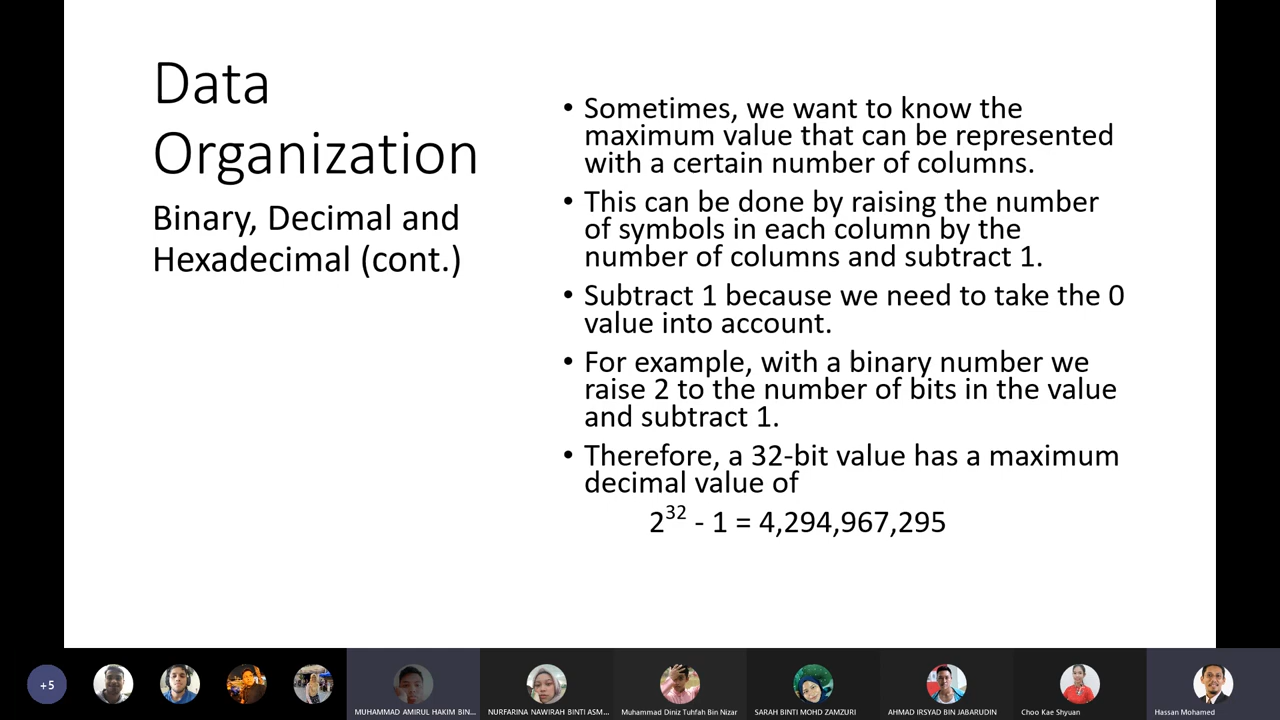 Data
Organization
Binary, Decimal and
Hexadecimal (cont.)
• Sometimes, we want to know the
maximum value that can be represented
with a certain number of columns.
• This can be done by raising the number
of symbols in each column by the
number of columns and subtract 1.
• Subtract 1 because we need to take the 0
value into account.
• For example, with a binary number we
raise 2 to the number of bits in the value
and subtract 1.
• Therefore, a 32-bit value has a maximum
decimal value of
2³² - 1 = 4,294,967,295
+5
MUHAMMAD AMIRUL HAKIM BIN...
NURFARINA NAWIRAH BINTI ASM...
Muhammad Diniz Tuhfah Bin Nizar
SARAH BINTI MOHD ZAMZURI
AHMAD IRSYAD BIN JABARUDIN
Choo Kae Shyuan
Hassan Mohamed